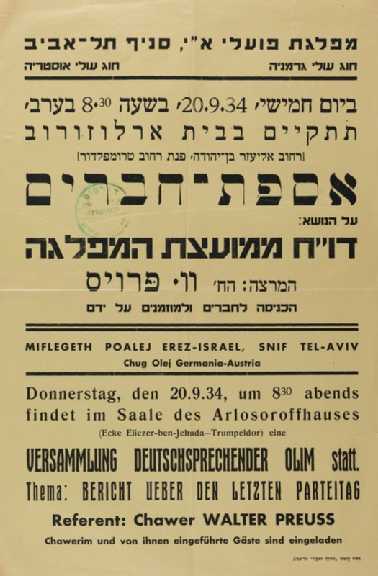 מפלגת פועלי א"י, סניף תל-אביב
חוג עולי גרמניה חוג עולי אוסטריה
ביום חמישי, 20.9.34, בשעה 8.30 בערב,
תתקיים בבית ארלוזורוב
(רחוב אליעזר בן־יהודה, פנת רחוב טרומפלדור)
אספת־חברים
על הנושא:
דו"ח ממועצת המפלגה
המרצה: הח' וו. פרויס
הכניסה לחברים ולמוזמנים על ידם
MIFLEGETH POALEJ EREZ-ISRAEL, SNIF TEL-AVIV
Chug Olej Germania-Austria
Donnerstag, den 20.9.34, um 8³⁰ abends
findet im Saale des Arlosoroffhauses
(Ecke Eliezer-ben-Jehuda—Trumpeldor) eine
VERSAMMLUNG DEUTSCHSPRECHENDER OLIM statt.
Thema: BERICHT UEBER DEN LETZTEN PARTEITAG
Referent: Chawer WALTER PREUSS
Chawerim und von ihnen eingeführte Gäste sind eingeladen